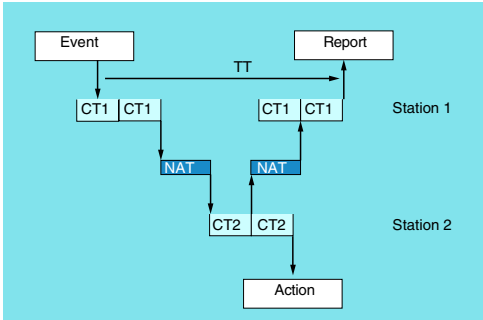 Event
Report
TT
CT1 CT1
CT1 CT1
Station 1
NAT
NAT
CT2 CT2
Station 2
Action